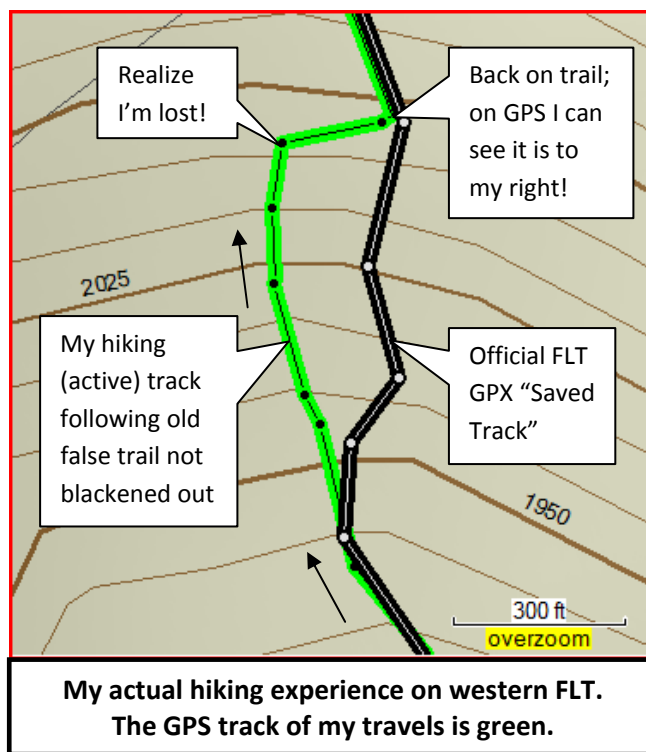 Realize
I'm lost!
Back on trail;
on GPS I can
see it is to
my right!
2025
My hiking
(active) track
following old
false trail not
blackened out
Official FLT
GPX “Saved
Track”
1950
300 ft
overzoom
My actual hiking experience on western FLT.
The GPS track of my travels is green.